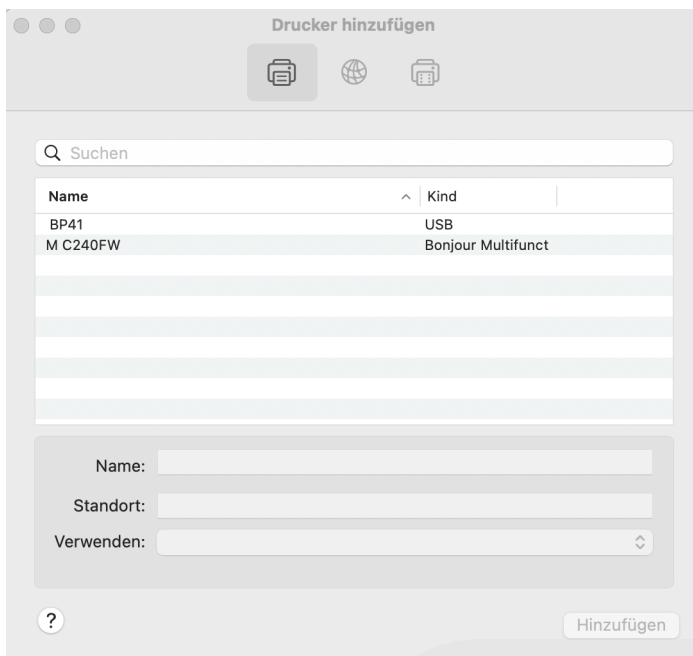 Drucker hinzufügen
Suchen
Name Kind
BP41 USB
M C240FW Bonjour Multifunct
Name:
Standort:
Verwenden:
? Hinzufügen